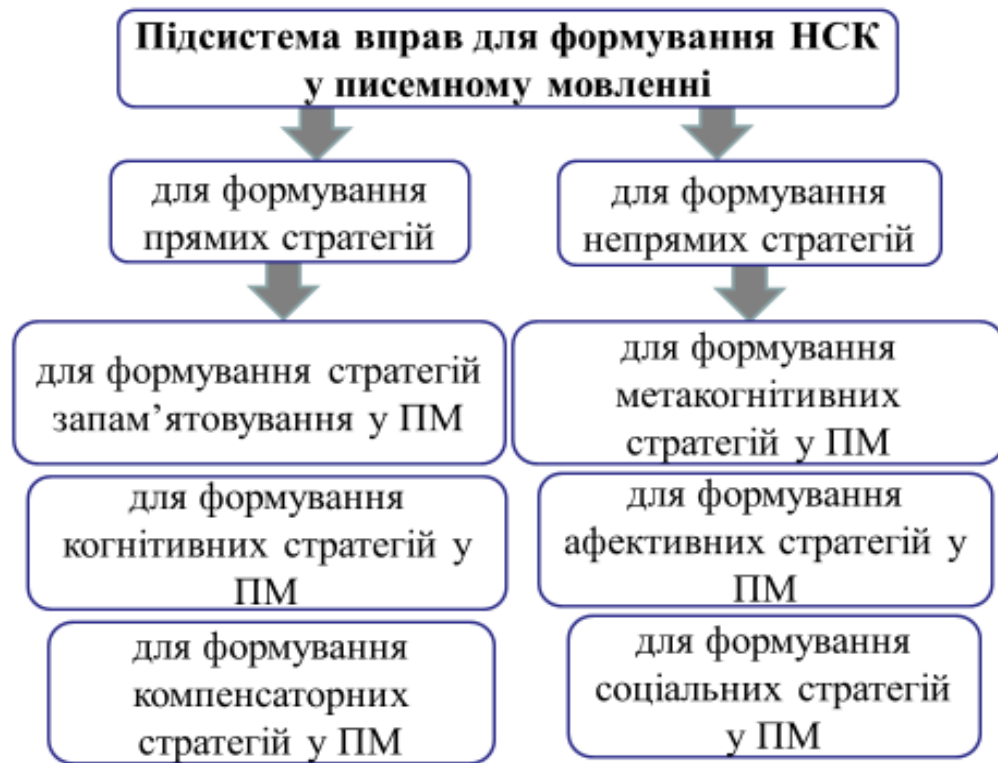 Підсистема вправ для формування НСК
у писемному мовленні
для формування
прямих стратегій
для формування
непрямих стратегій
для формування стратегій
запам’ятовування у ПМ
для формування
метакогнітивних
стратегій у ПМ
для формування
когнітивних стратегій у
ПМ
для формування
афективних стратегій у
ПМ
для формування
компенсаторних
стратегій у ПМ
для формування
соціальних стратегій
у ПМ